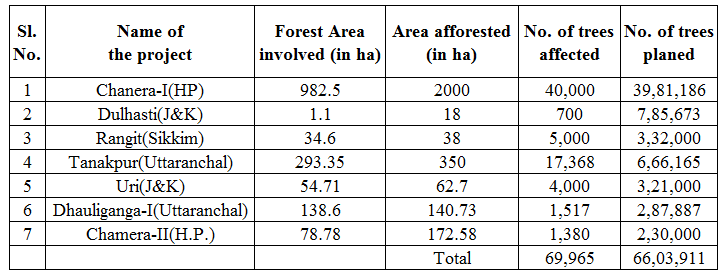 Sl. No. Name of the project Forest Area involved (in ha) Area afforested (in ha) No. of trees affected No. of trees planed
1 Chanera-I(HP) 982.5 2000 40,000 39,81,186
2 Dulhasti(J&K) 1.1 18 700 7,85,673
3 Rangit(Sikkim) 34.6 38 5,000 3,32,000
4 Tanakpur(Uttaranchal) 293.35 350 17,368 6,66,165
5 Uri(J&K) 54.71 62.7 4,000 3,21,000
6 Dhauliganga-I(Uttaranchal) 138.6 140.73 1,517 2,87,887
7 Chamera-II(H.P.) 78.78 172.58 1,380 2,30,000
Total 69,965 66,03,911